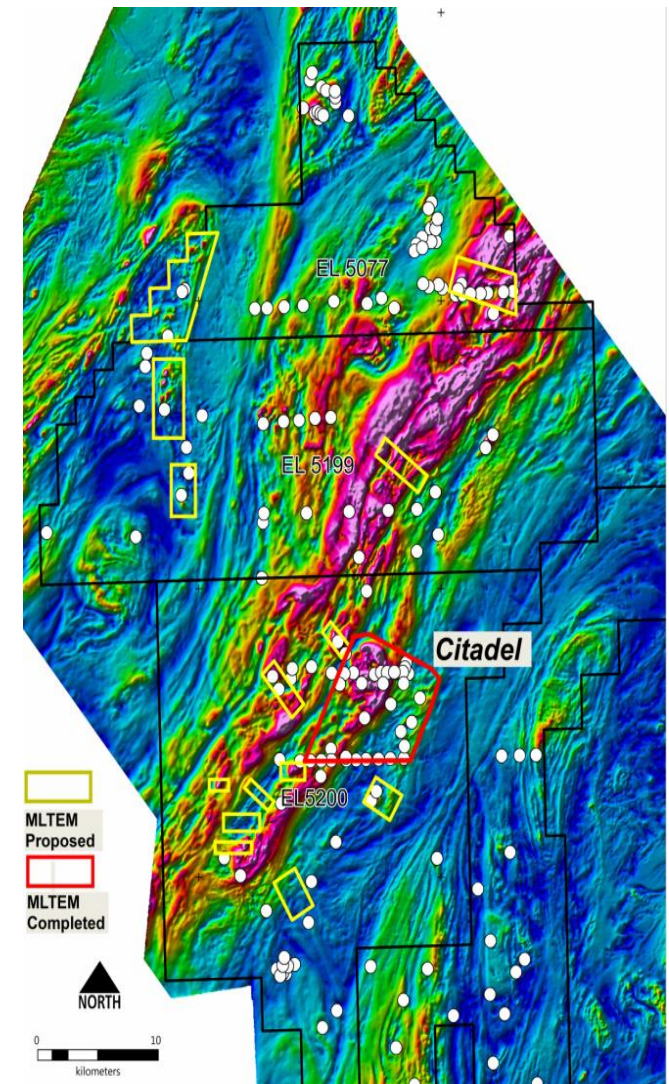 EL 5077
EL 5199
Citadel
EL5200
MLTEM
Proposed
MLTEM
Completed
NORTH
0 10
kilometers